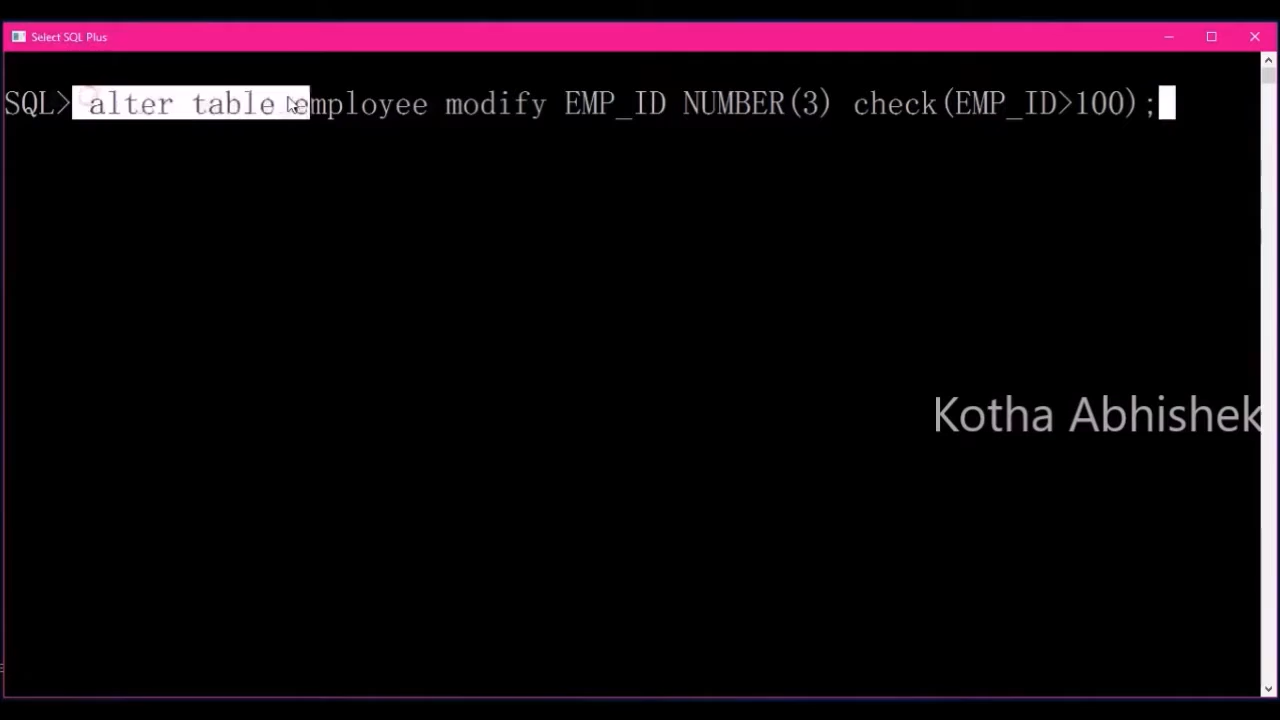 Select SQL Plus
SQL> alter table employee modify EMP_ID NUMBER(3) check(EMP_ID>100);
Kotha Abhishek